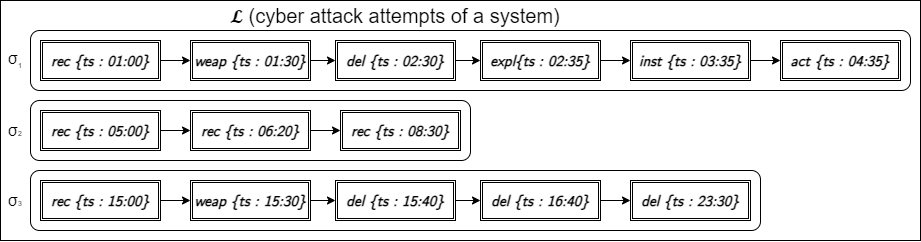 𝓛 (cyber attack attempts of a system)
σ₁ rec {ts : 01:00} weap {ts : 01:30} del {ts : 02:30} expl{ts : 02:35} inst {ts : 03:35} act {ts : 04:35}
σ₂ rec {ts : 05:00} rec {ts : 06:20} rec {ts : 08:30}
σ₃ rec {ts : 15:00} weap {ts : 15:30} del {ts : 15:40} del {ts : 16:40} del {ts : 23:30}